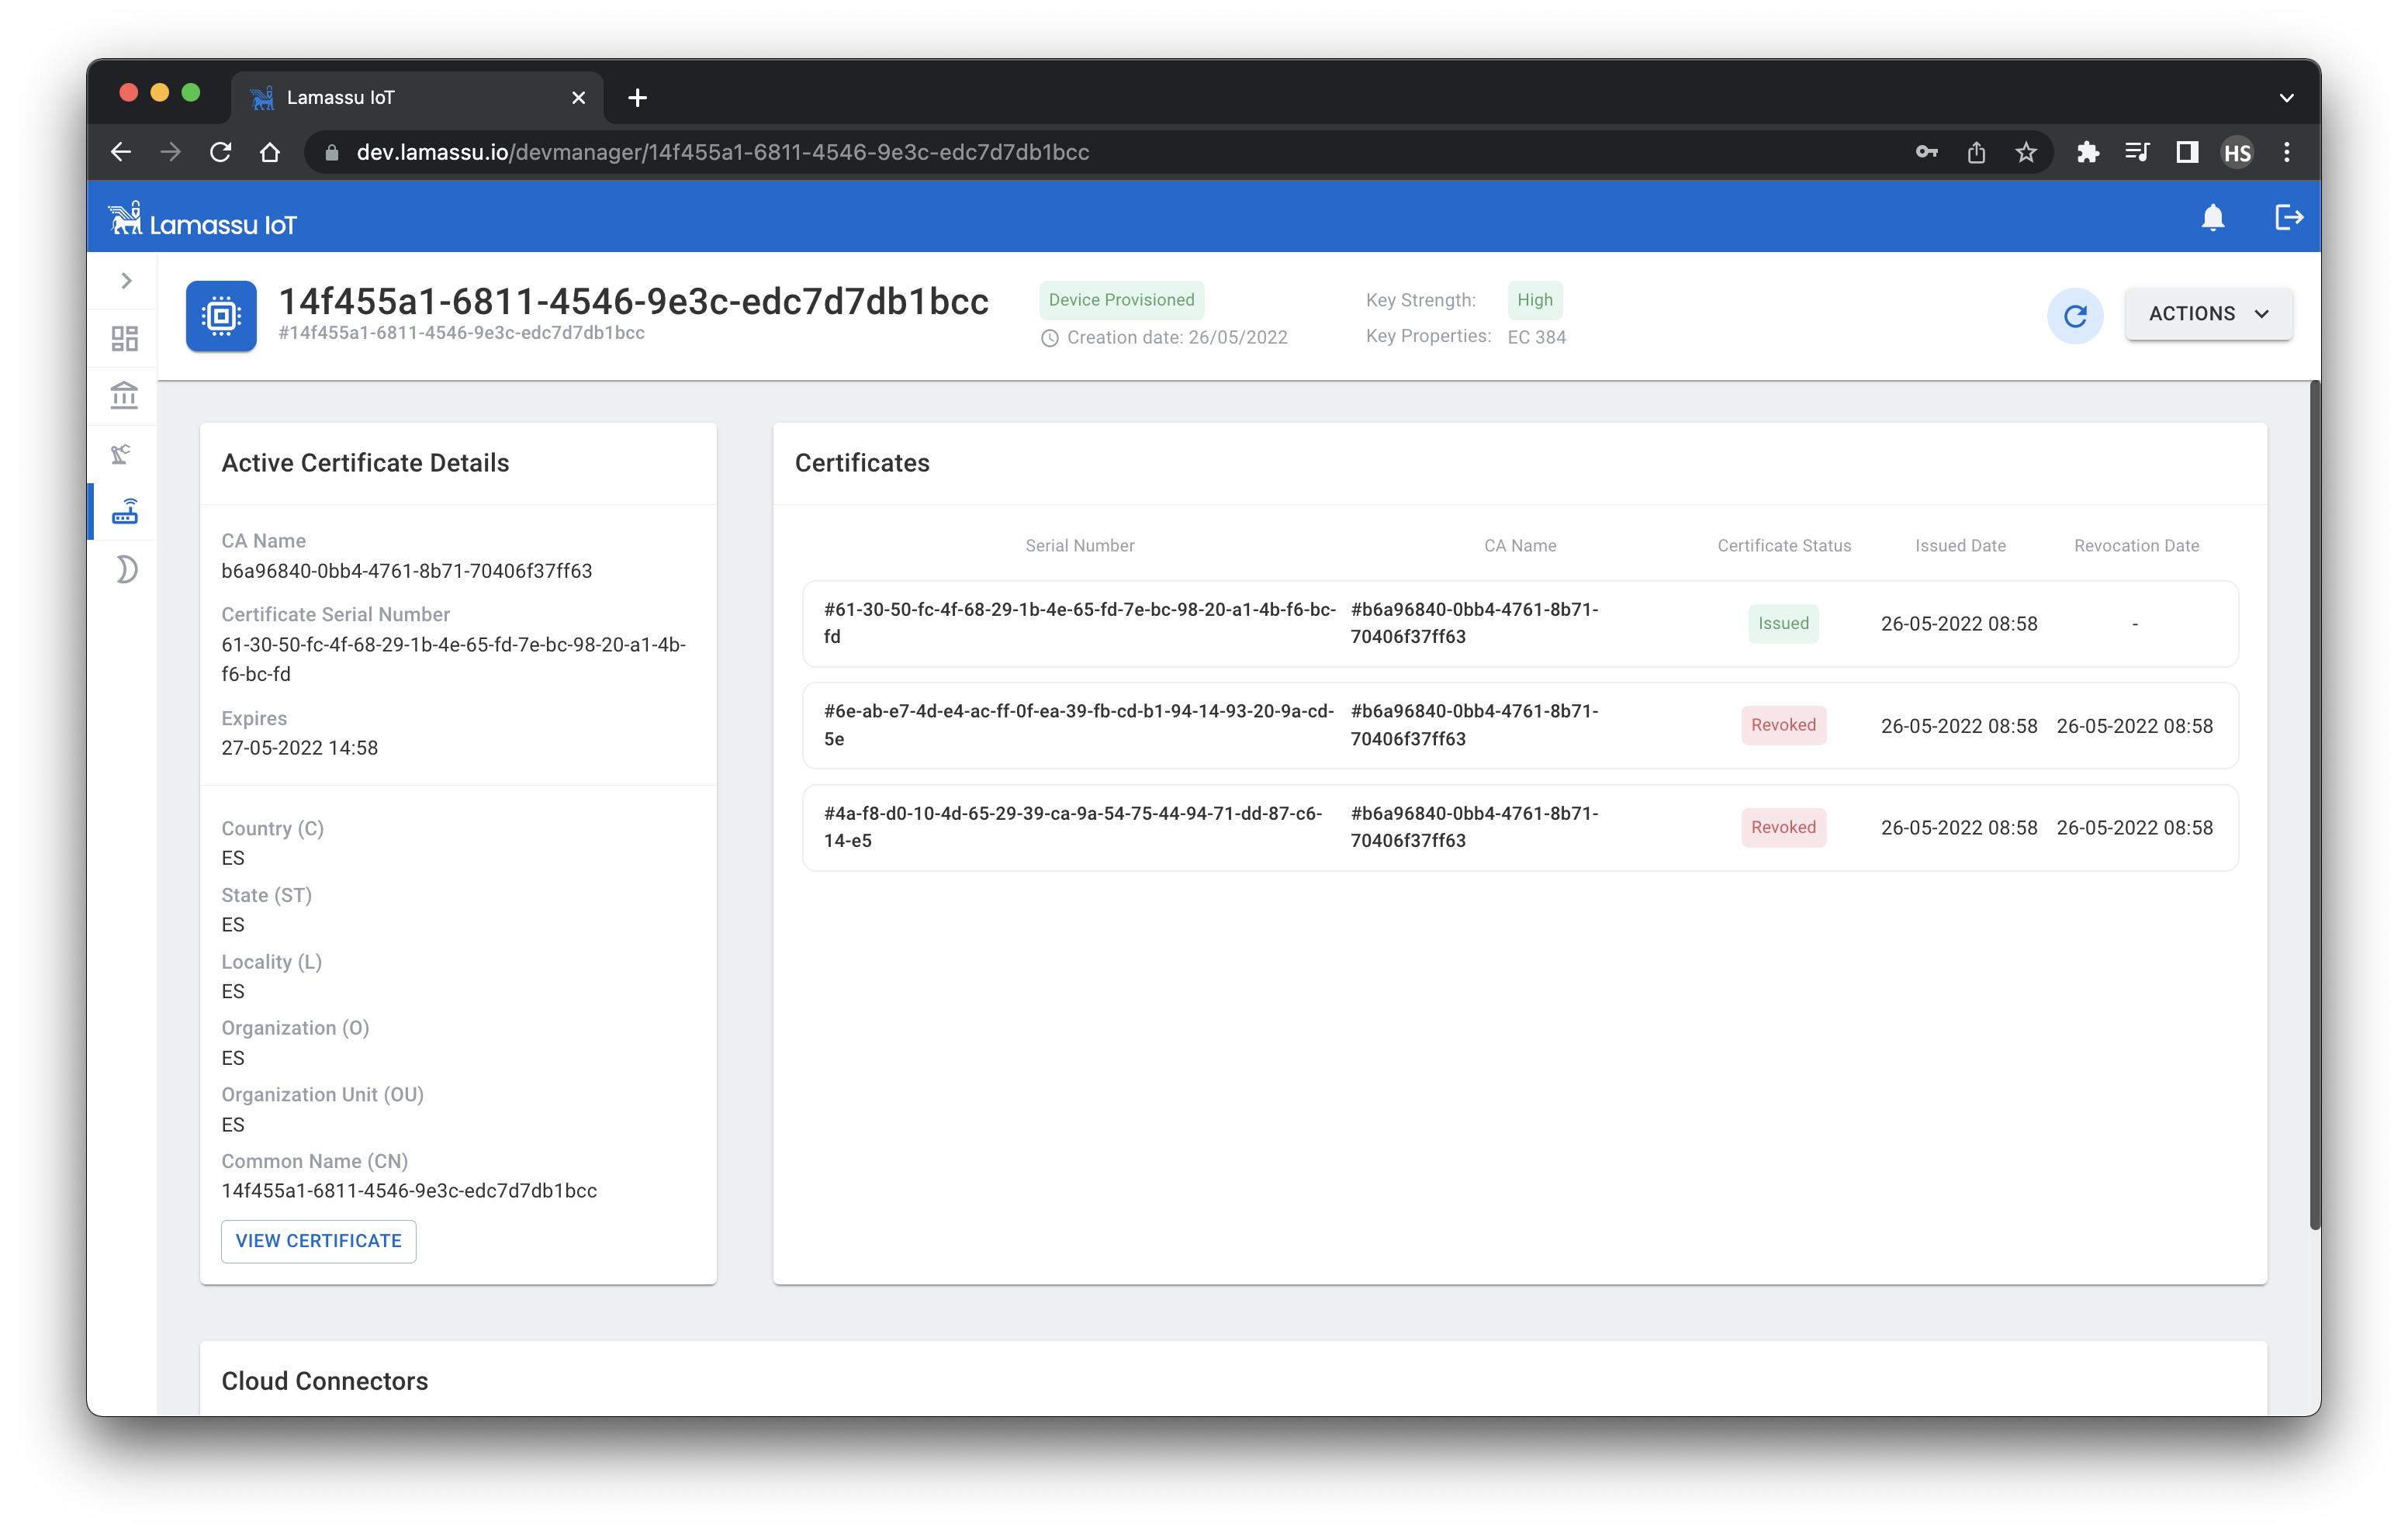 Lamassu IoT
dev.lamassu.io/devmanager/14f455a1-6811-4546-9e3c-edc7d7db1bcc
HS
Lamassu IoT
14f455a1-6811-4546-9e3c-edc7d7db1bcc
#14f455a1-6811-4546-9e3c-edc7d7db1bcc
Device Provisioned
Creation date: 26/05/2022
Key Strength: High
Key Properties: EC 384
ACTIONS
Active Certificate Details
CA Name
b6a96840-0bb4-4761-8b71-70406f37ff63
Certificate Serial Number
61-30-50-fc-4f-68-29-1b-4e-65-fd-7e-bc-98-20-a1-4b-
f6-bc-fd
Expires
27-05-2022 14:58
Country (C)
ES
State (ST)
ES
Locality (L)
ES
Organization (O)
ES
Organization Unit (OU)
ES
Common Name (CN)
14f455a1-6811-4546-9e3c-edc7d7db1bcc
VIEW CERTIFICATE
Certificates
Serial Number CA Name Certificate Status Issued Date Revocation Date
#61-30-50-fc-4f-68-29-1b-4e-65-fd-7e-bc-98-20-a1-4b-f6-bc- #b6a96840-0bb4-4761-8b71-
fd 70406f37ff63
Issued 26-05-2022 08:58 -
#6e-ab-e7-4d-e4-ac-ff-0f-ea-39-fb-cd-b1-94-14-93-20-9a-cd- #b6a96840-0bb4-4761-8b71-
5e 70406f37ff63
Revoked 26-05-2022 08:58 26-05-2022 08:58
#4a-f8-d0-10-4d-65-29-39-ca-9a-54-75-44-94-71-dd-87-c6- #b6a96840-0bb4-4761-8b71-
14-e5 70406f37ff63
Revoked 26-05-2022 08:58 26-05-2022 08:58
Cloud Connectors